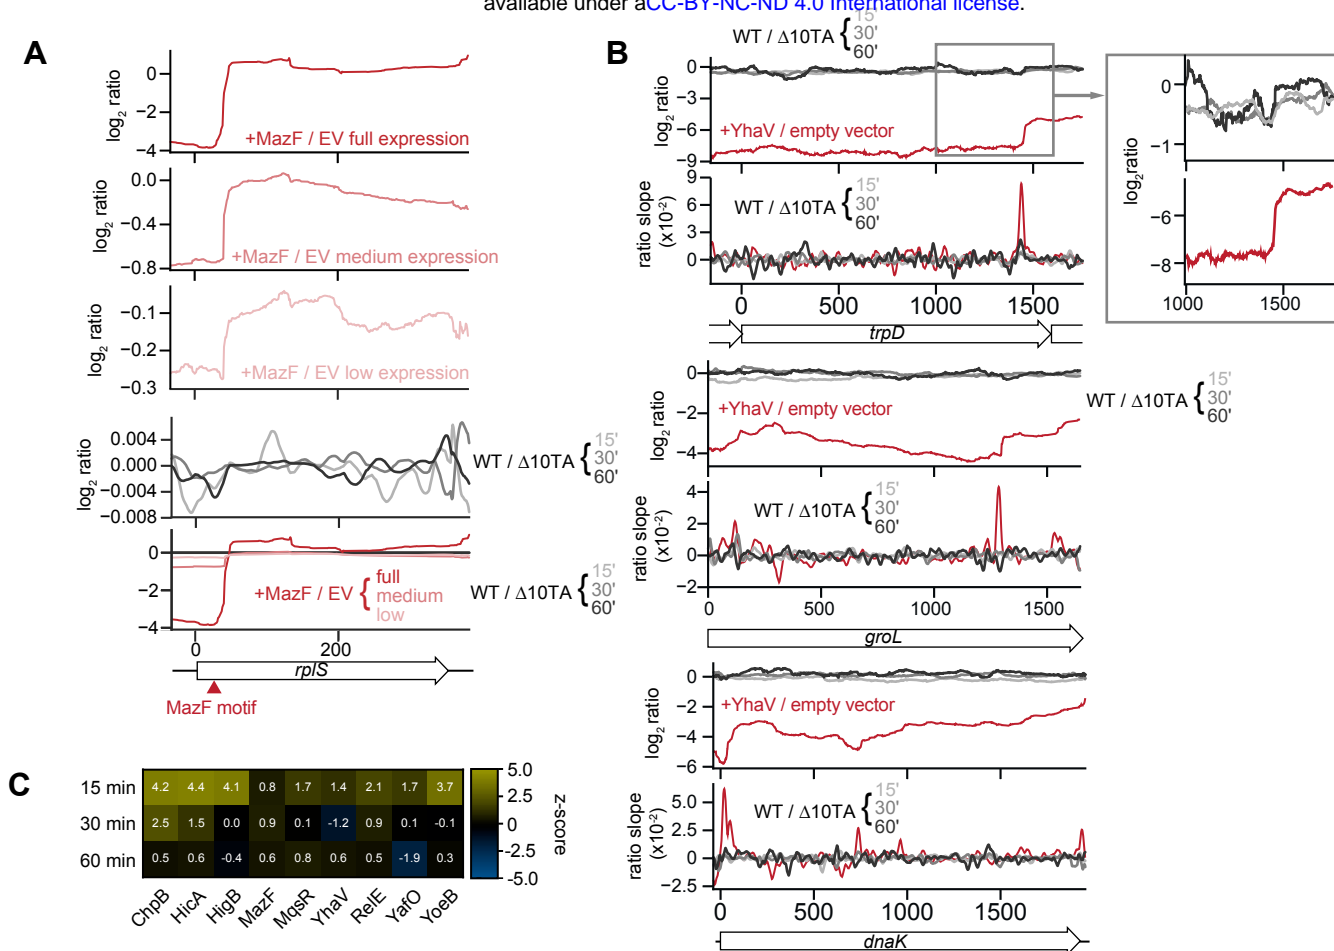 available under aCC-BY-NC-ND 4.0 International license.
A
log2 ratio
0
−2
−4
+MazF / EV full expression
log2 ratio
0.0
−0.4
−0.8
+MazF / EV medium expression
log2 ratio
−0.1
−0.2
−0.3
+MazF / EV low expression
log2 ratio
0.004
0.000
−0.004
−0.008
WT / Δ10TA { 15' 30' 60'
log2 ratio
0
−2
−4
+MazF / EV { full medium low
WT / Δ10TA { 15' 30' 60'
0 200
rplS
MazF motif
B
WT / Δ10TA { 15' 30' 60'
log2 ratio
0
−3
−6
−9
+YhaV / empty vector
ratio slope (x10-2)
9
6
3
0
WT / Δ10TA { 15' 30' 60'
0 500 1000 1500
trpD
log2ratio
0
−1
−6
−8
1000 1500
log2 ratio
0
−2
−4
+YhaV / empty vector
WT / Δ10TA { 15' 30' 60'
ratio slope (x10-2)
4
2
0
−2
WT / Δ10TA { 15' 30' 60'
0 500 1000 1500
groL
log2 ratio
0
−2
−4
−6
+YhaV / empty vector
ratio slope (x10-2)
5.0
2.5
0
−2.5
WT / Δ10TA { 15' 30' 60'
0 500 1000 1500
dnaK
C
15 min 4.2 4.4 4.1 0.8 1.7 1.4 2.1 1.7 3.7
30 min 2.5 1.5 0.0 0.9 0.1 -1.2 0.9 0.1 -0.1
60 min 0.5 0.6 -0.4 0.6 0.8 0.6 0.5 -1.9 0.3
ChpB HicA HigB MazF MqsR YhaV RelE YafO YoeB
5.0
2.5
0
-2.5
-5.0
z-score